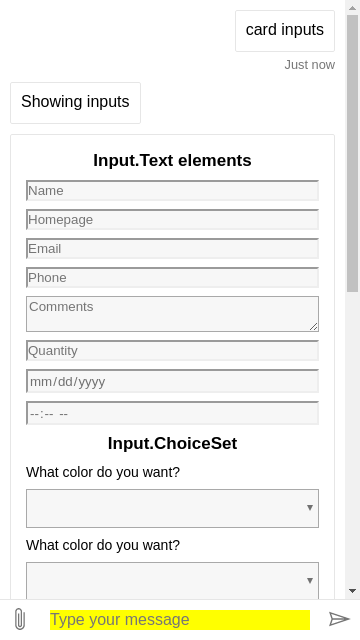 card inputs
Just now
Showing inputs
Input.Text elements
Name
Homepage
Email
Phone
Comments
Quantity
mm/dd/yyyy
--:-- --
Input.ChoiceSet
What color do you want?
What color do you want?
Type your message